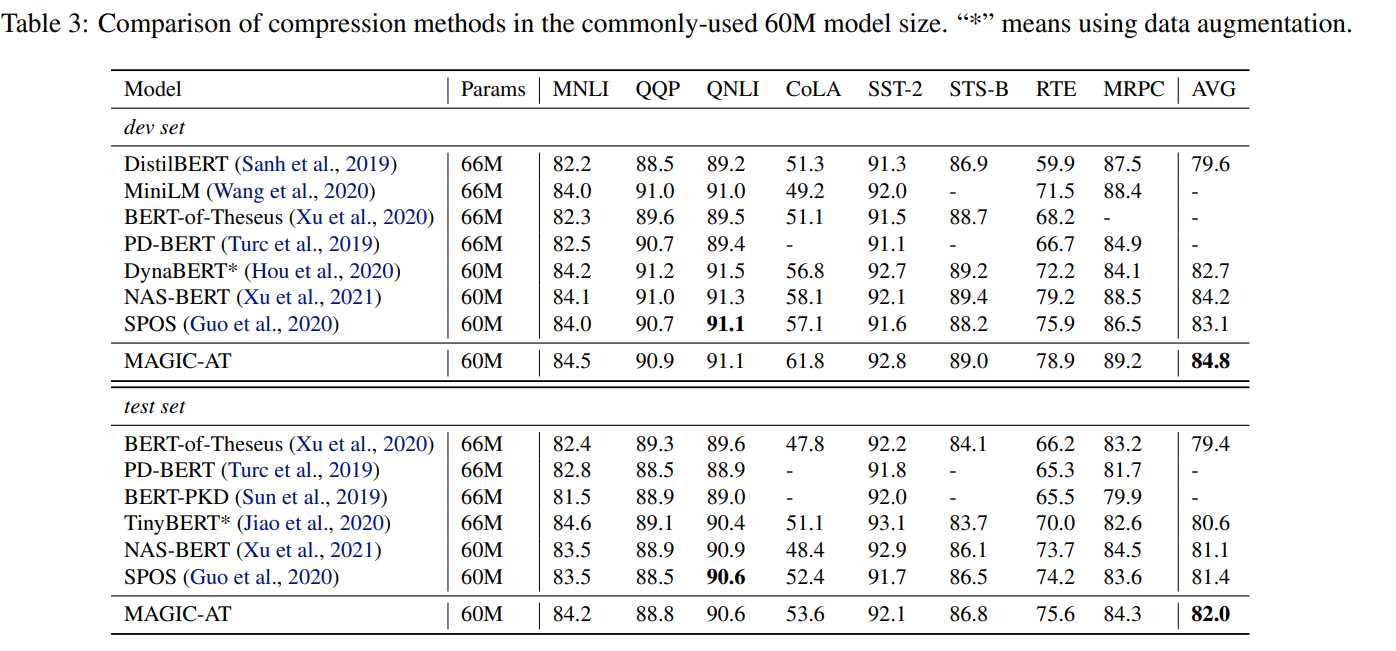 Table 3: Comparison of compression methods in the commonly-used 60M model size. “*” means using data augmentation.
Model Params MNLI QQP QNLI CoLA SST-2 STS-B RTE MRPC AVG
dev set
DistilBERT (Sanh et al., 2019) 66M 82.2 88.5 89.2 51.3 91.3 86.9 59.9 87.5 79.6
MiniLM (Wang et al., 2020) 66M 84.0 91.0 91.0 49.2 92.0 - 71.5 88.4 -
BERT-of-Theseus (Xu et al., 2020) 66M 82.3 89.6 89.5 51.1 91.5 88.7 68.2 - -
PD-BERT (Turc et al., 2019) 66M 82.5 90.7 89.4 - 91.1 - 66.7 84.9 -
DynaBERT* (Hou et al., 2020) 60M 84.2 91.2 91.5 56.8 92.7 89.2 72.2 84.1 82.7
NAS-BERT (Xu et al., 2021) 60M 84.1 91.0 91.3 58.1 92.1 89.4 79.2 88.5 84.2
SPOS (Guo et al., 2020) 60M 84.0 90.7 91.1 57.1 91.6 88.2 75.9 86.5 83.1
MAGIC-AT 60M 84.5 90.9 91.1 61.8 92.8 89.0 78.9 89.2 84.8
test set
BERT-of-Theseus (Xu et al., 2020) 66M 82.4 89.3 89.6 47.8 92.2 84.1 66.2 83.2 79.4
PD-BERT (Turc et al., 2019) 66M 82.8 88.5 88.9 - 91.8 - 65.3 81.7 -
BERT-PKD (Sun et al., 2019) 66M 81.5 88.9 89.0 - 92.0 - 65.5 79.9 -
TinyBERT* (Jiao et al., 2020) 66M 84.6 89.1 90.4 51.1 93.1 83.7 70.0 82.6 80.6
NAS-BERT (Xu et al., 2021) 60M 83.5 88.9 90.9 48.4 92.9 86.1 73.7 84.5 81.1
SPOS (Guo et al., 2020) 60M 83.5 88.5 90.6 52.4 91.7 86.5 74.2 83.6 81.4
MAGIC-AT 60M 84.2 88.8 90.6 53.6 92.1 86.8 75.6 84.3 82.0